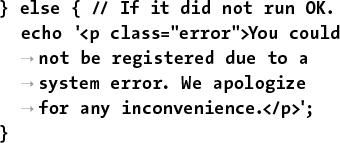 } else { // If it did not run OK.
echo '<p class="error">You could
→ not be registered due to a
→ system error. We apologize
→ for any inconvenience.</p>';
}